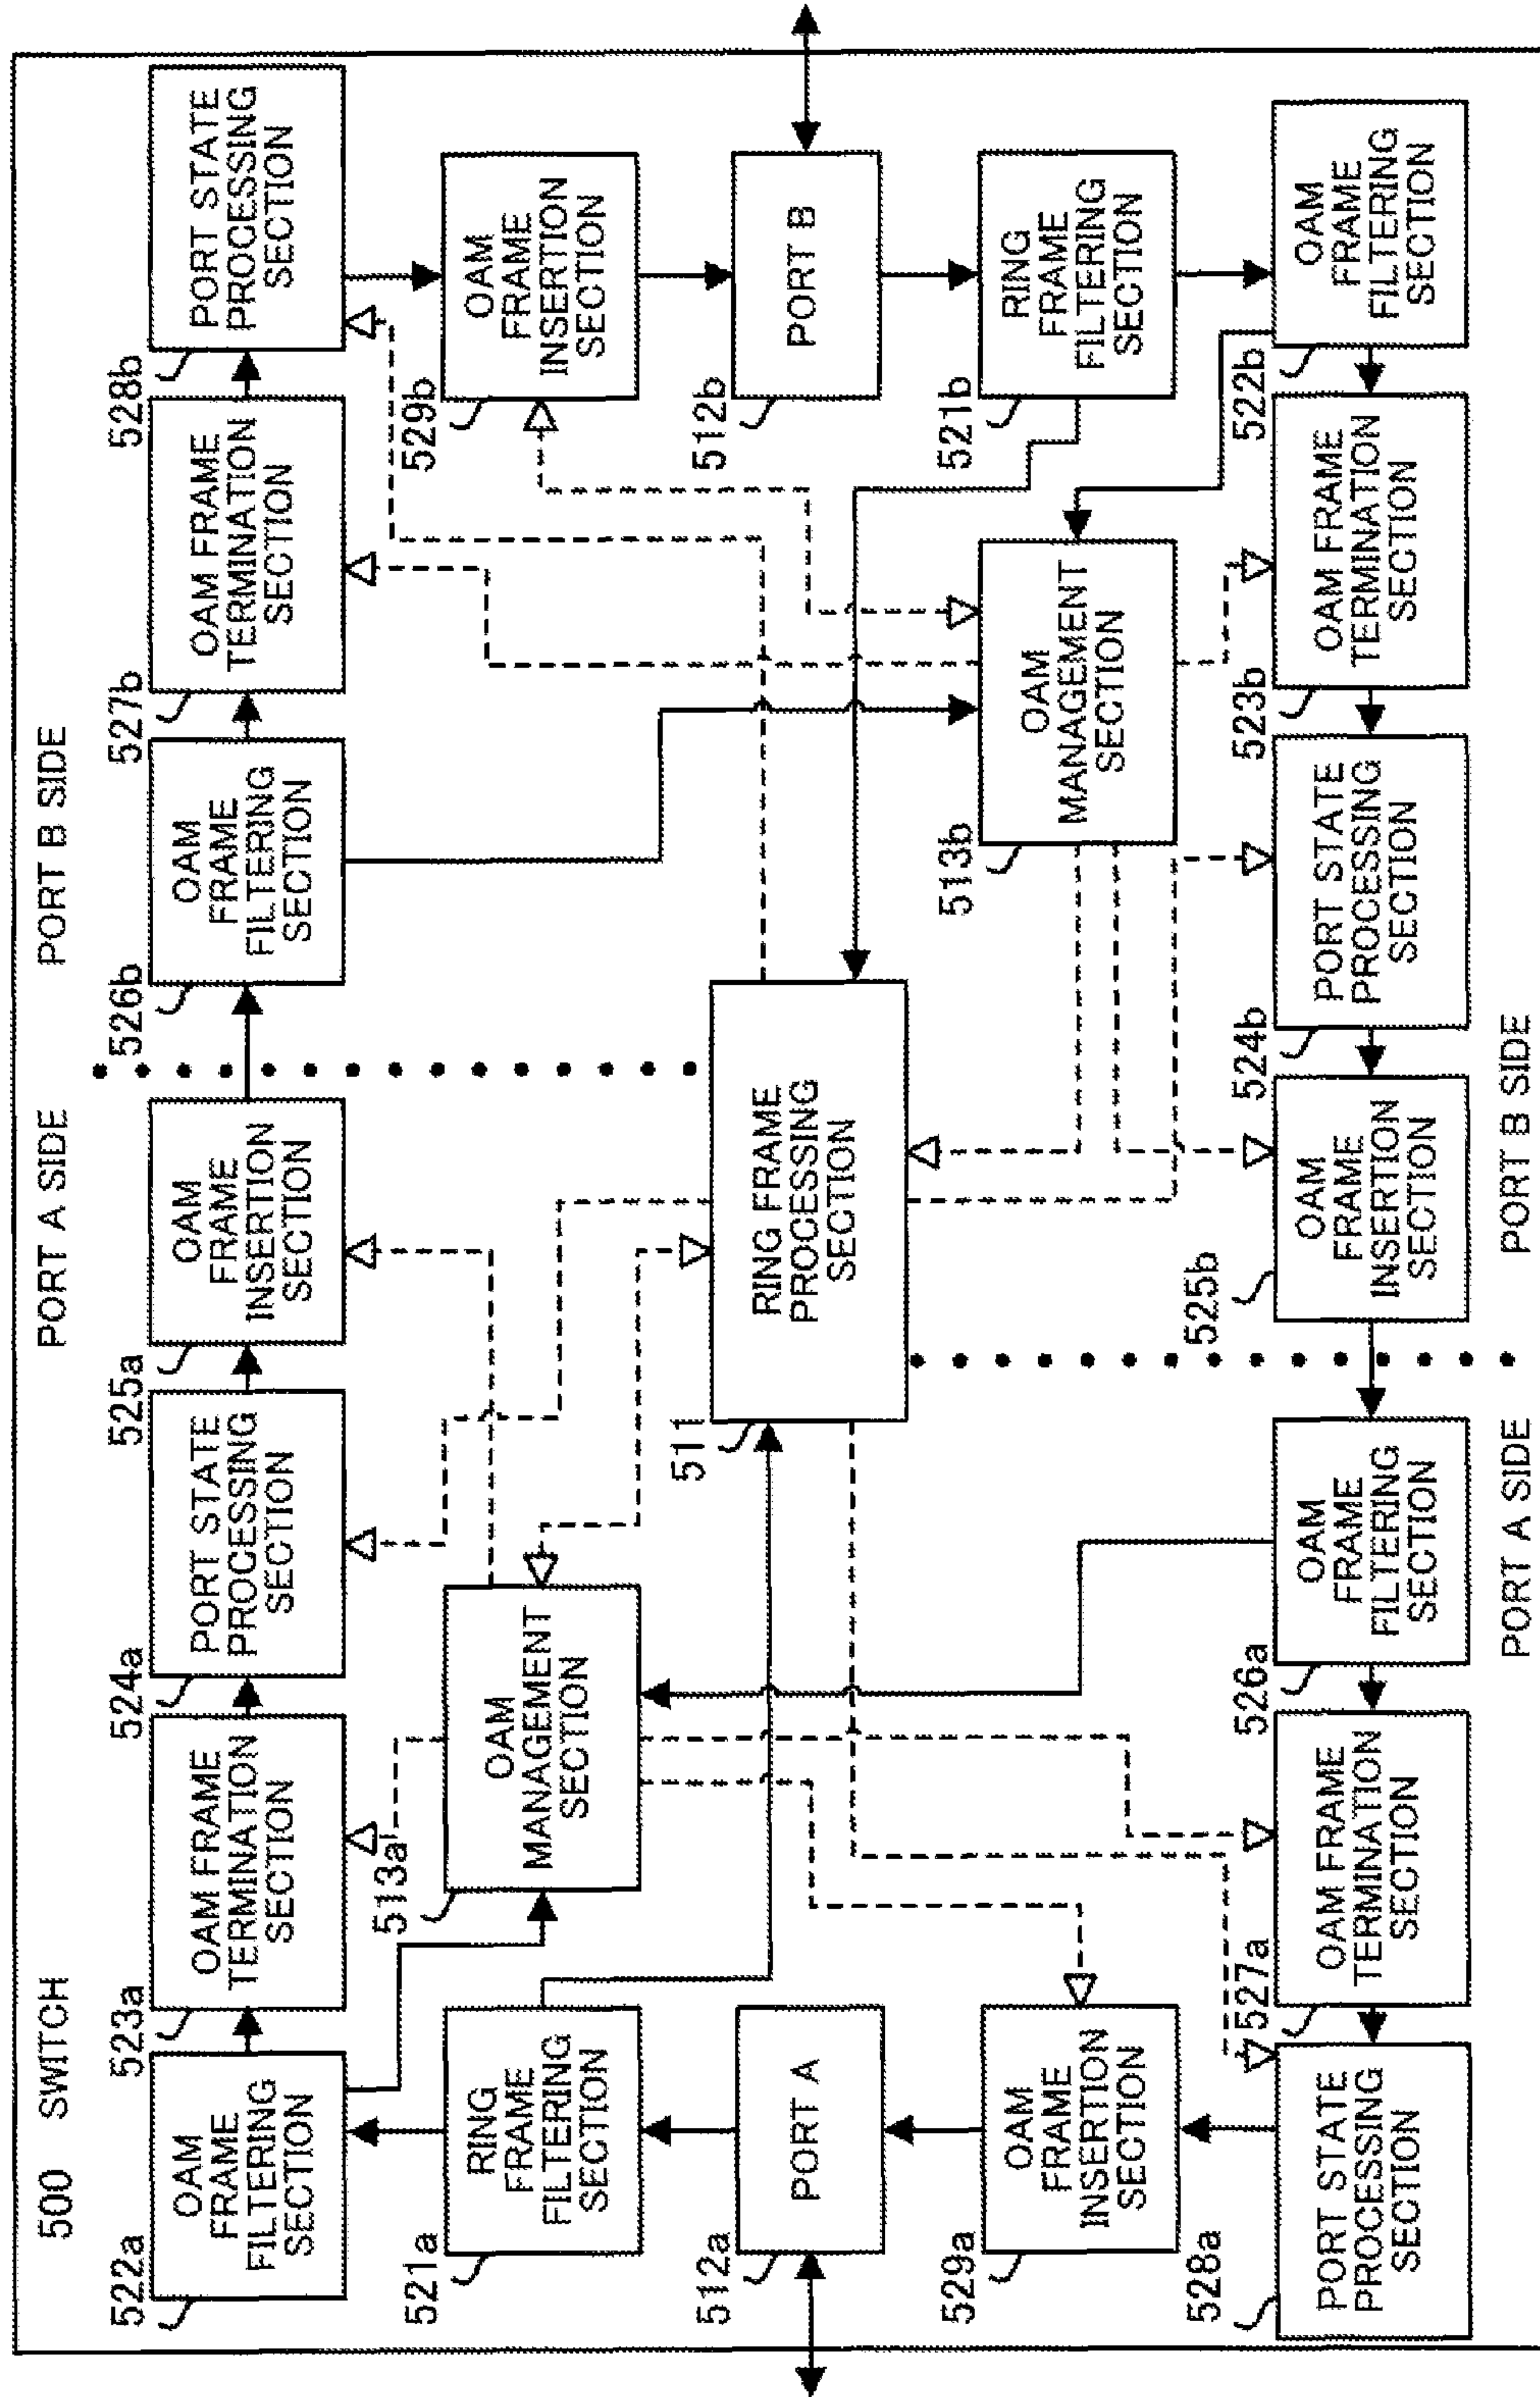 500 SWITCH
PORT A SIDE
PORT B SIDE
522a
OAM
FRAME
FILTERING
SECTION
523a
OAM FRAME
TERMINATION
SECTION
524a
PORT STATE
PROCESSING
SECTION
525a
OAM
FRAME
INSERTION
SECTION
526b
OAM
FRAME
FILTERING
SECTION
527b
OAM FRAME
TERMINATION
SECTION
528b
PORT STATE
PROCESSING
SECTION
521a
RING
FRAME
FILTERING
SECTION
513a
OAM
MANAGEMENT
SECTION
529b
OAM
FRAME
INSERTION
SECTION
512a
PORT A
511
RING FRAME
PROCESSING
SECTION
512b
PORT B
529a
OAM
FRAME
INSERTION
SECTION
513b
OAM
MANAGEMENT
SECTION
521b
RING
FRAME
FILTERING
SECTION
528a
PORT STATE
PROCESSING
SECTION
527a
OAM FRAME
TERMINATION
SECTION
526a
OAM
FRAME
FILTERING
SECTION
525b
OAM
FRAME
INSERTION
SECTION
524b
PORT STATE
PROCESSING
SECTION
523b
OAM FRAME
TERMINATION
SECTION
522b
OAM
FRAME
FILTERING
SECTION
PORT A SIDE
PORT B SIDE